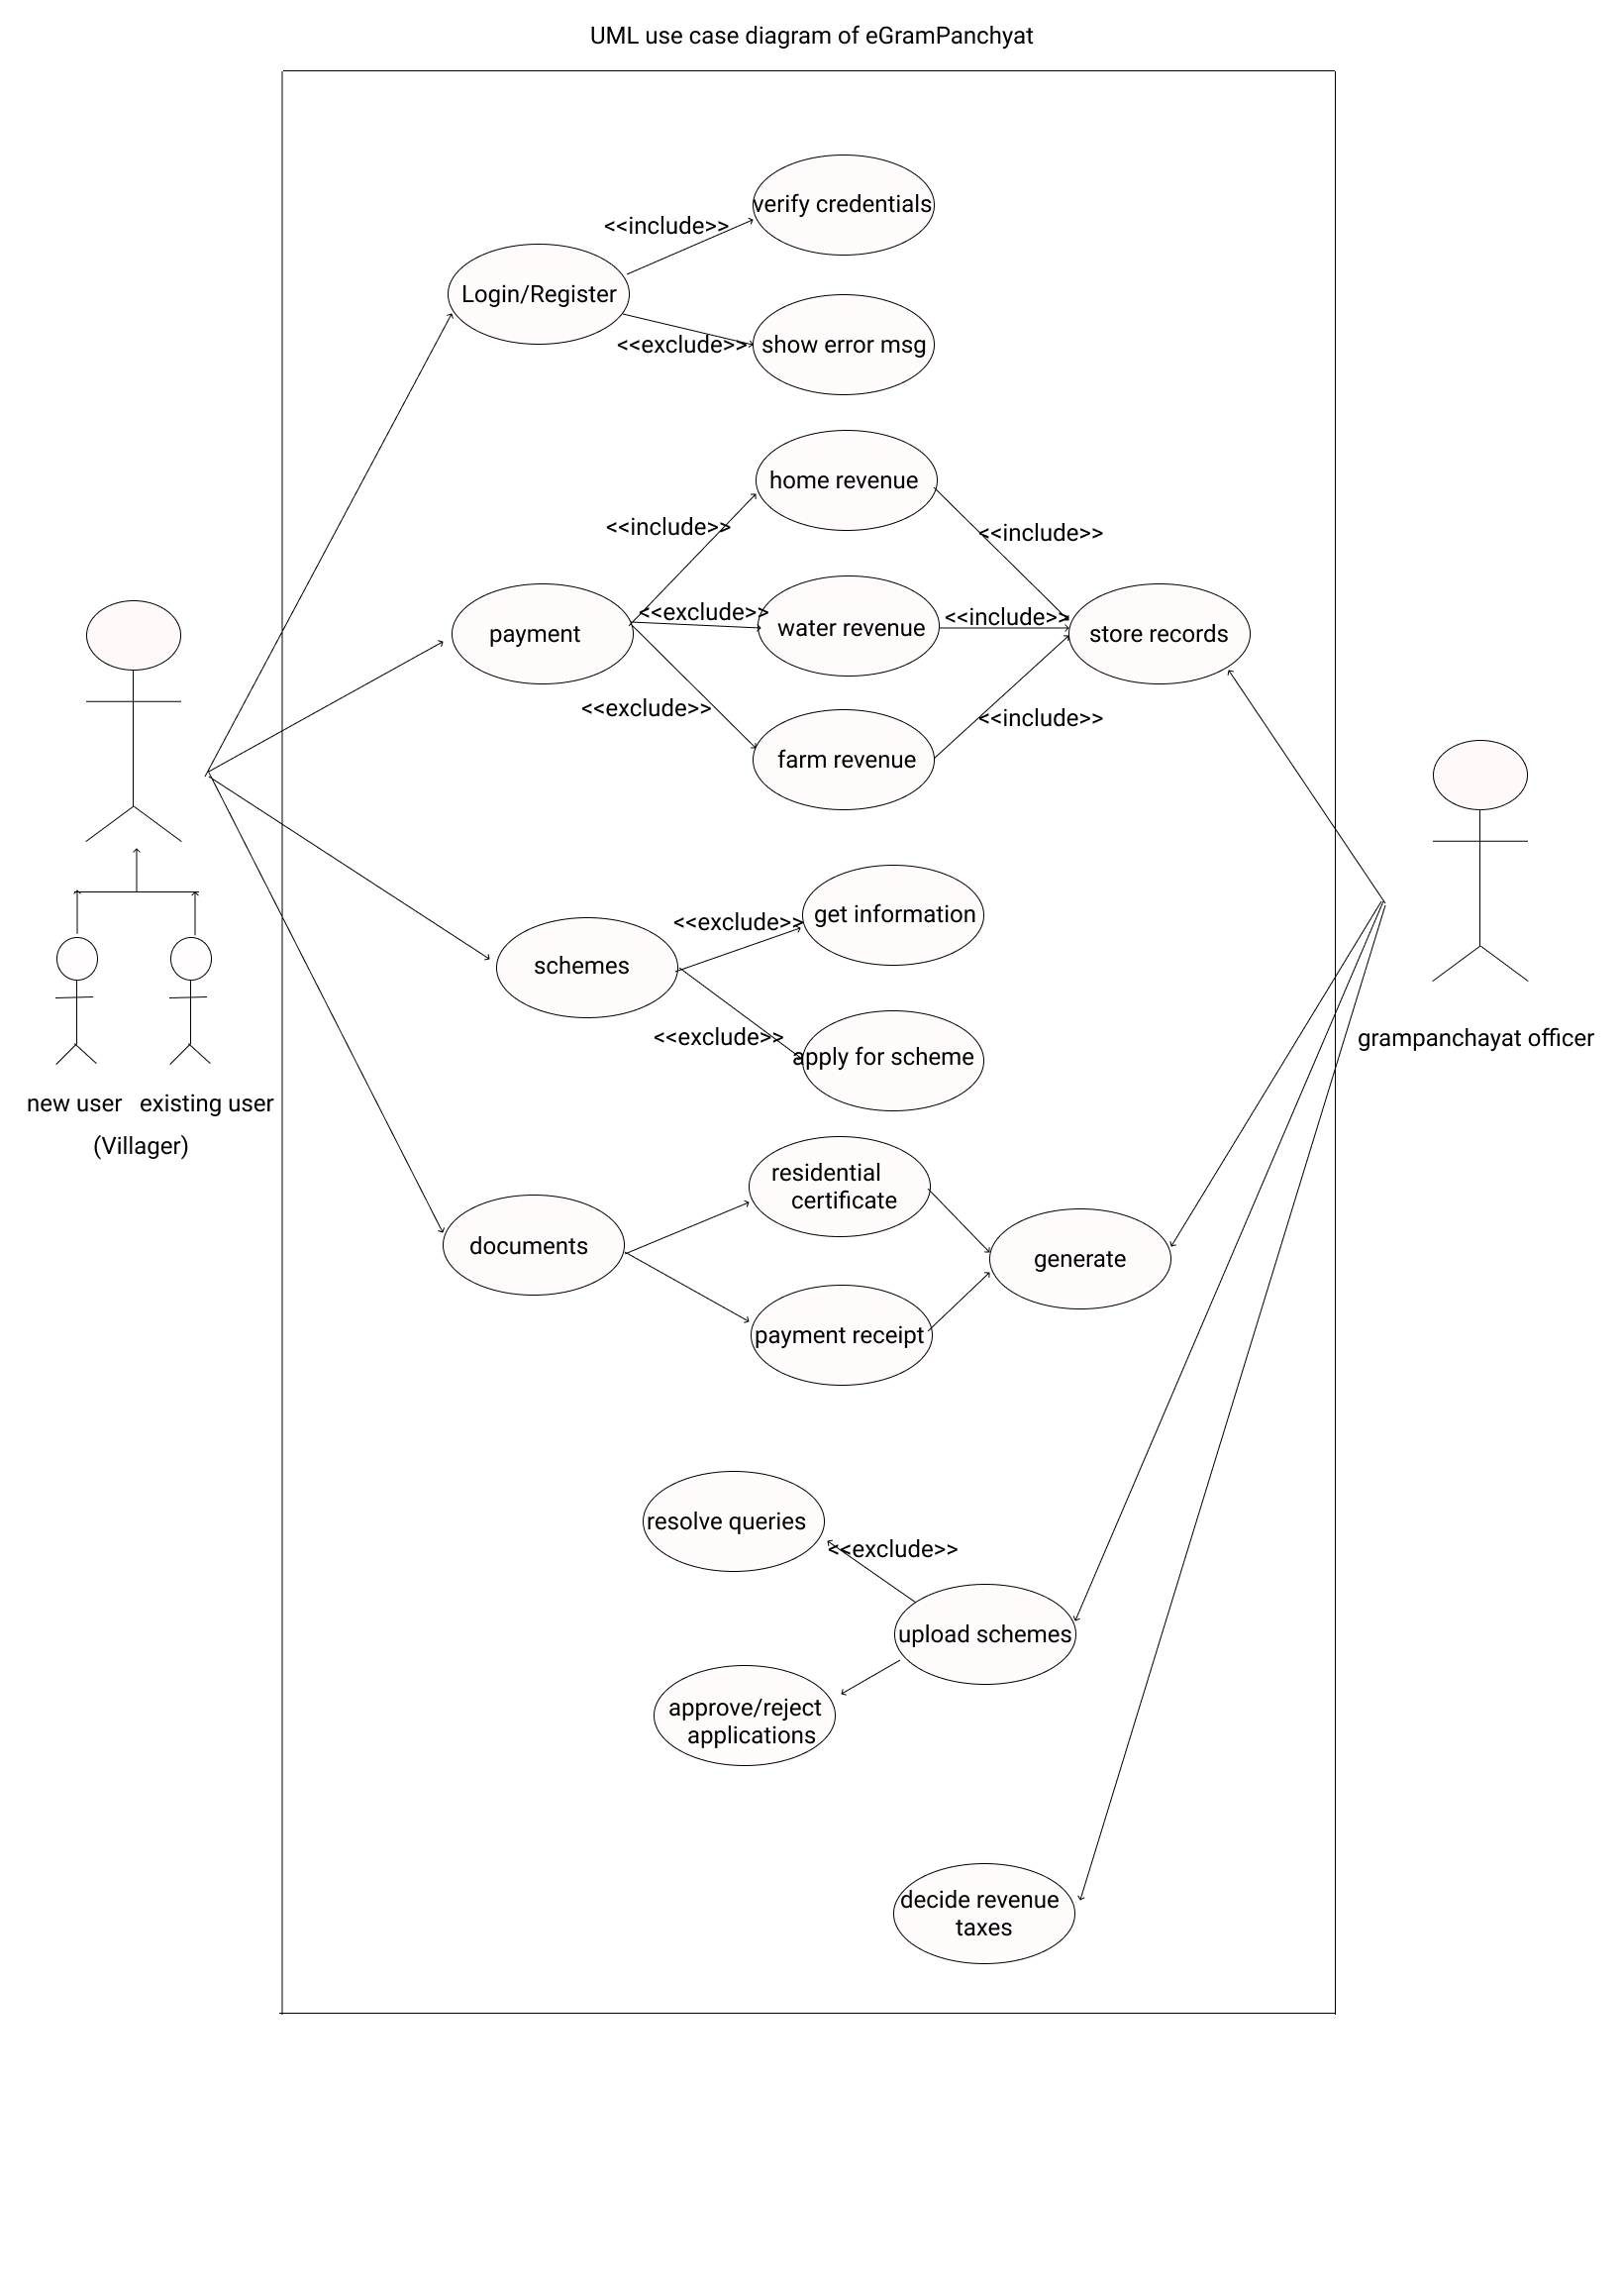 UML use case diagram of eGramPanchyat
verify credentials
<<include>>
Login/Register
<<exclude>>
show error msg
home revenue
<<include>>
<<include>>
<<exclude>>
<<include>>
payment
water revenue
store records
<<exclude>>
<<include>>
farm revenue
<<exclude>>
get information
schemes
<<exclude>>
apply for scheme
grampanchayat officer
new user
existing user
(Villager)
residential
certificate
documents
generate
payment receipt
resolve queries
<<exclude>>
upload schemes
approve/reject
applications
decide revenue
taxes